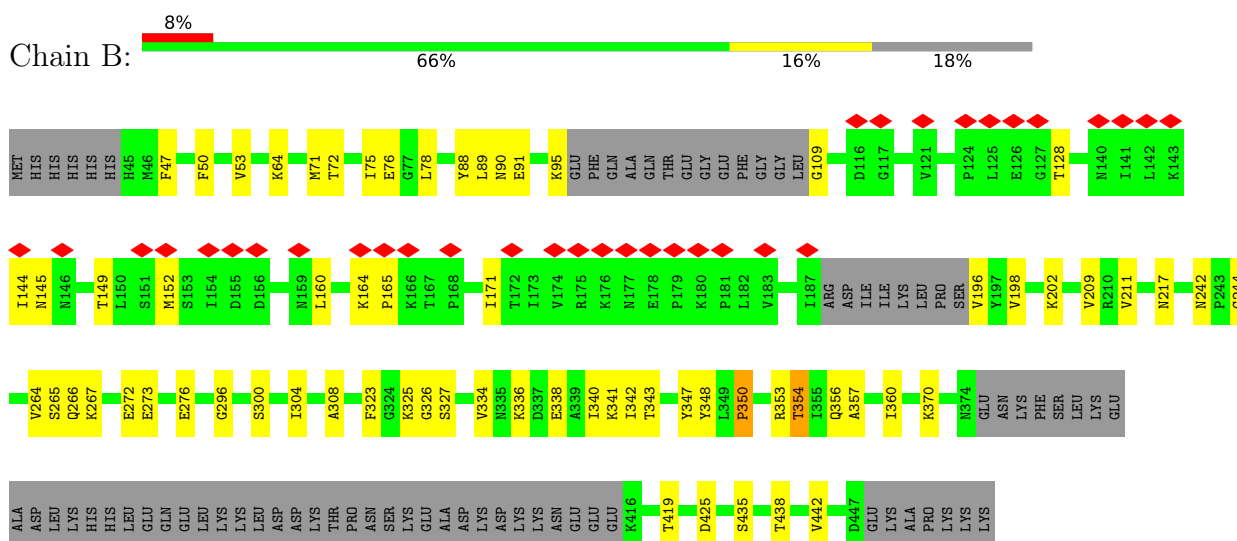 8%
Chain B:
66% 16% 18%
MET HIS HIS HIS HIS HIS H45 M46 F47 F50 V53 K64 M71 T72 I75 E76 G77 L78 Y88 L89 N90 E91 K95 GLU PHE GLN ALA GLN THR GLU GLY GLU PHE GLY GLY LEU G109 D116 G117 V121 P124 L125 E126 G127 T128 N140 I141 L142 K143
I144 N145 N146 T149 L150 S151 M152 S153 I154 D155 D156 N159 L160 K164 P165 K166 T167 P168 I171 T172 I173 V174 R175 K176 N177 E178 P179 K180 P181 L182 V183 I187 ARG ASP ILE ILE LYS LEU PRO SER V196 Y197 V198 K202 V209 R210 V211 N217 N242 P243 G244
V264 S265 Q266 K267 E272 E273 E276 G296 S300 I304 A308 F323 G324 K325 G326 S327 V334 N335 K336 D337 E338 A339 I340 K341 I342 T343 Y347 Y348 L349 P350 R353 T354 I355 Q356 A357 I360 K370 N374 GLU ASN LYS PHE SER LEU LYS GLU
ALA ASP LEU LYS HIS HIS LEU GLU GLN GLU LEU LYS LYS LEU ASP ASP LYS THR PRO ASN SER LYS GLU ALA ASP LYS ASP LYS LYS ASN GLU GLU GLU K416 T419 D425 S435 T438 V442 D447 GLU LYS ALA PRO LYS LYS LYS